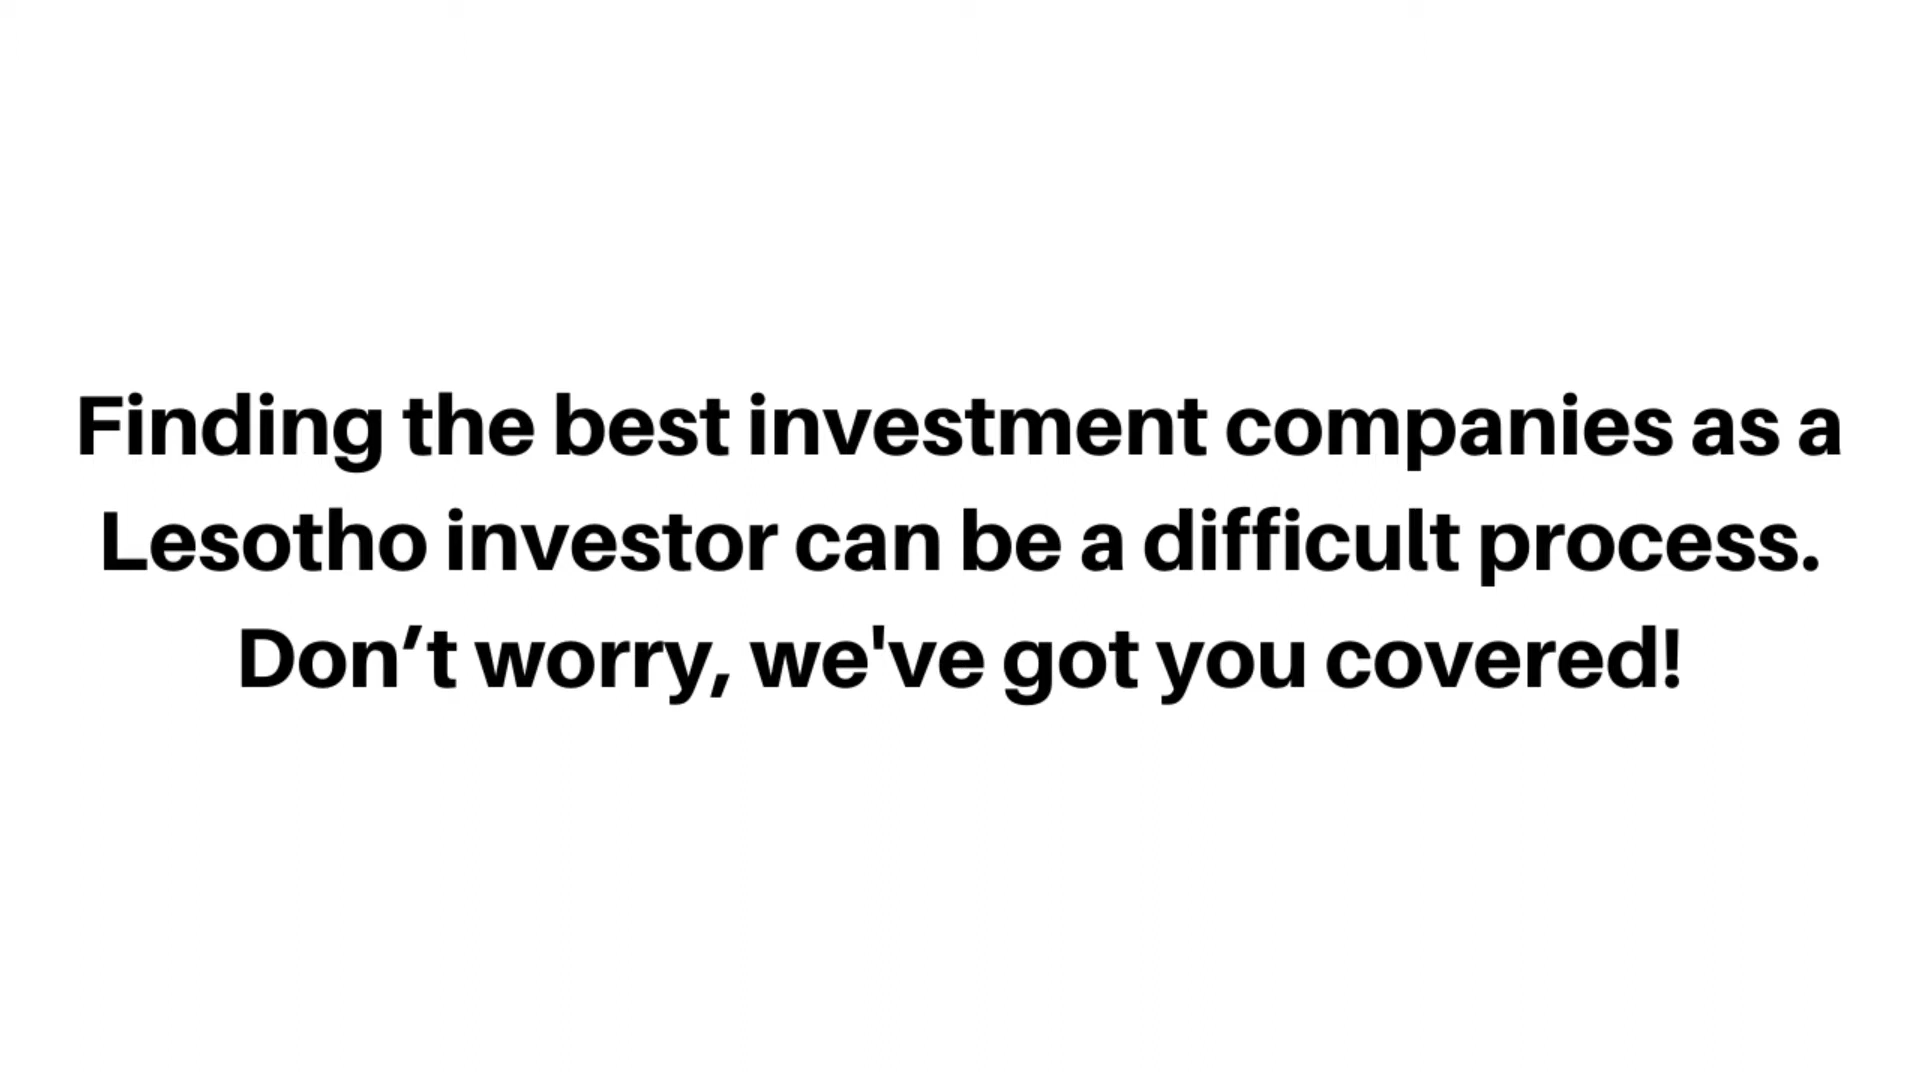 Finding the best investment companies as a
Lesotho investor can be a difficult process.
Don’t worry, we've got you covered!